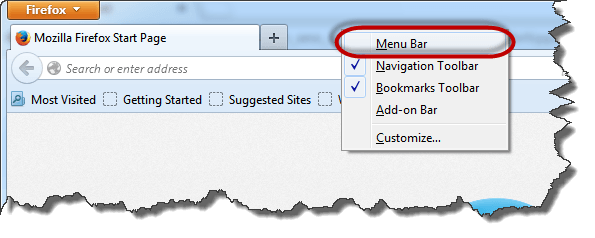 Firefox
Mozilla Firefox Start Page
Menu Bar
Search or enter address
Navigation Toolbar
Bookmarks Toolbar
Most Visited Getting Started Suggested Sites
Add-on Bar
Customize...